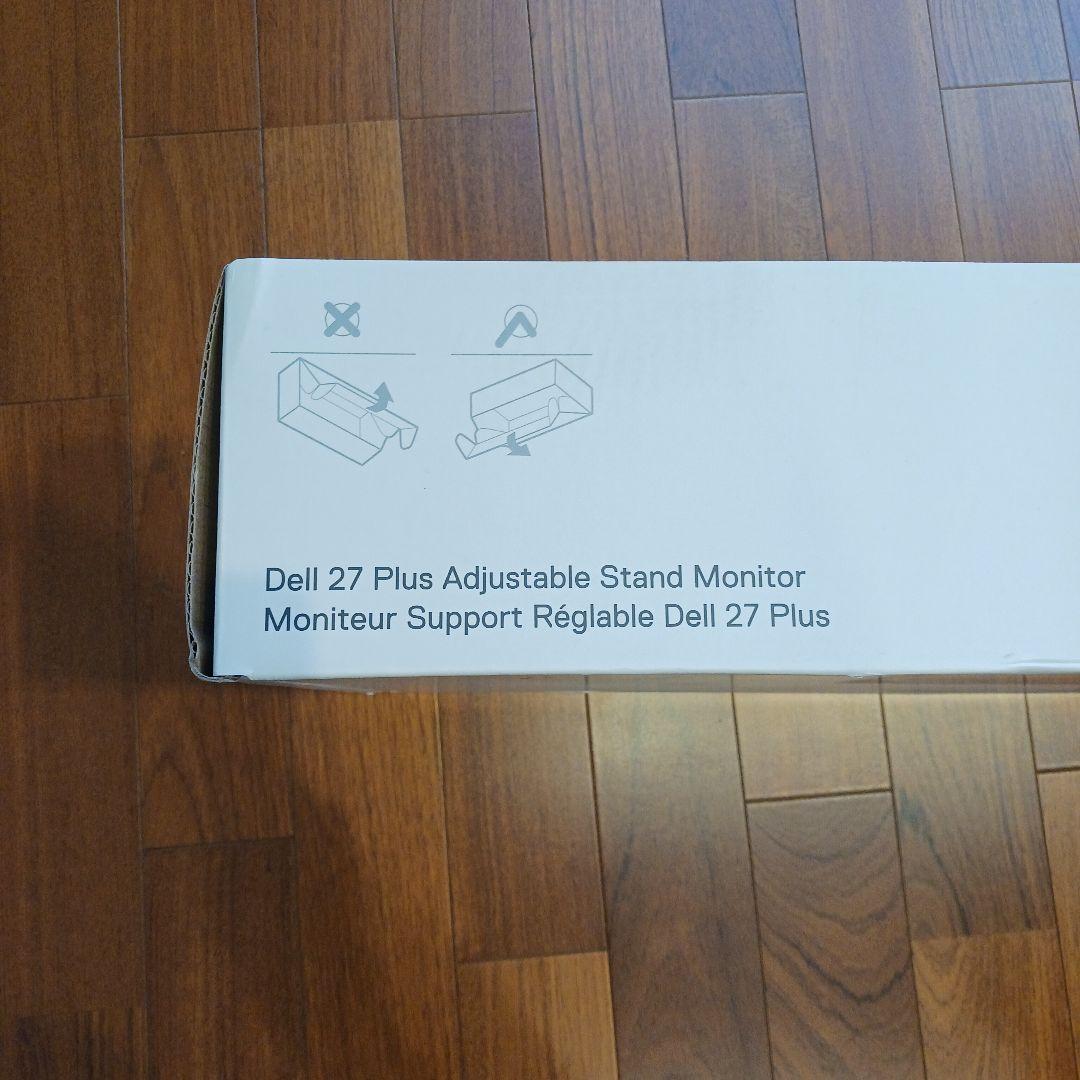 Dell 27 Plus Adjustable Stand Monitor
Moniteur Support Réglable Dell 27 Plus